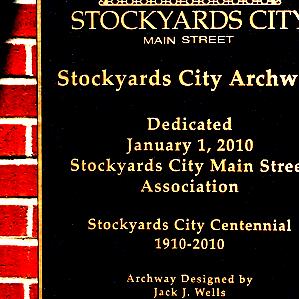 STOCKYARDS CITY
MAIN STREET
Stockyards City Archw
Dedicated
January 1, 2010
Stockyards City Main Stree
Association
Stockyards City Centennial
1910-2010
Archway Designed by
Jack J. Wells